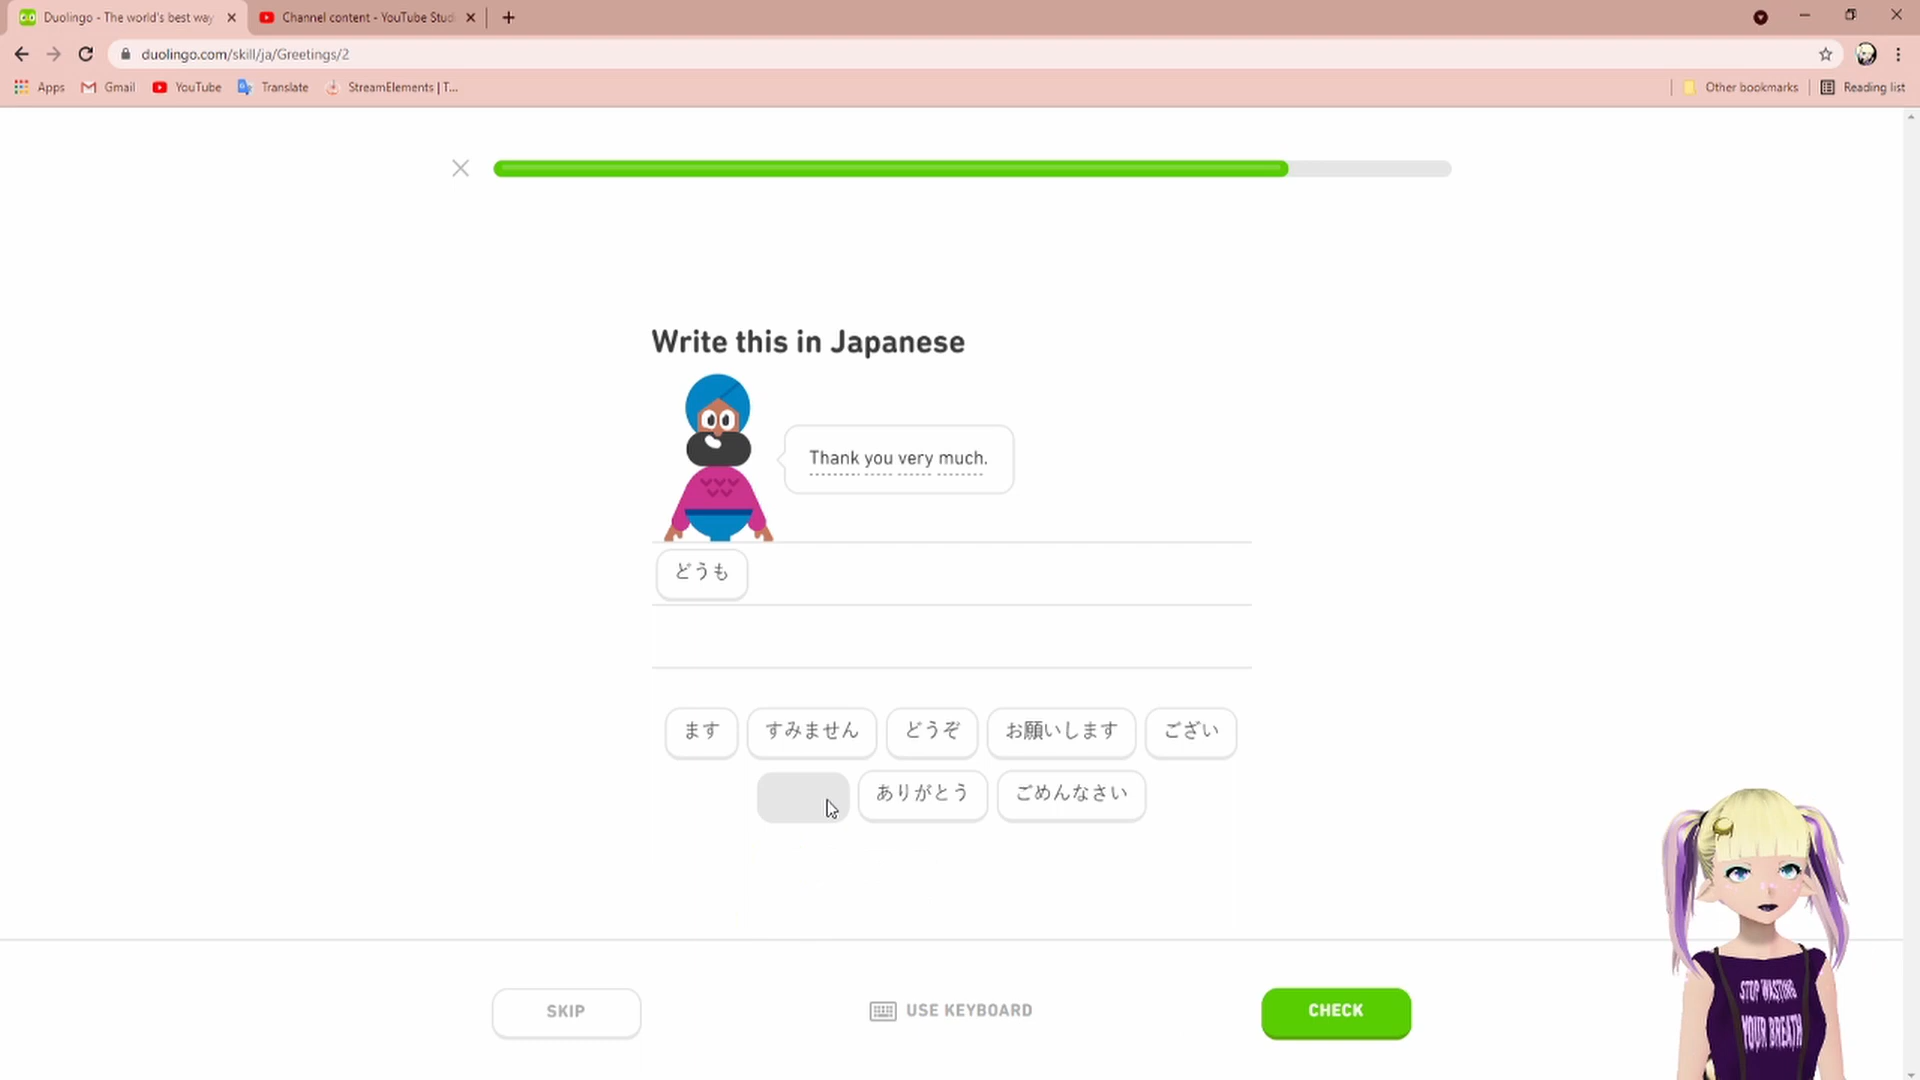 Duolingo - The world's best way
Channel content - YouTube Studi
duolingo.com/skill/ja/Greetings/2
Apps
Gmail
YouTube
Translate
StreamElements | T...
Other bookmarks
Reading list
Write this in Japanese
Thank you very much.
どうも
ます
すみません
どうぞ
お願いします
ござい
ありがとう
ごめんなさい
SKIP
USE KEYBOARD
CHECK
STOP WASTING
YOUR BREATH